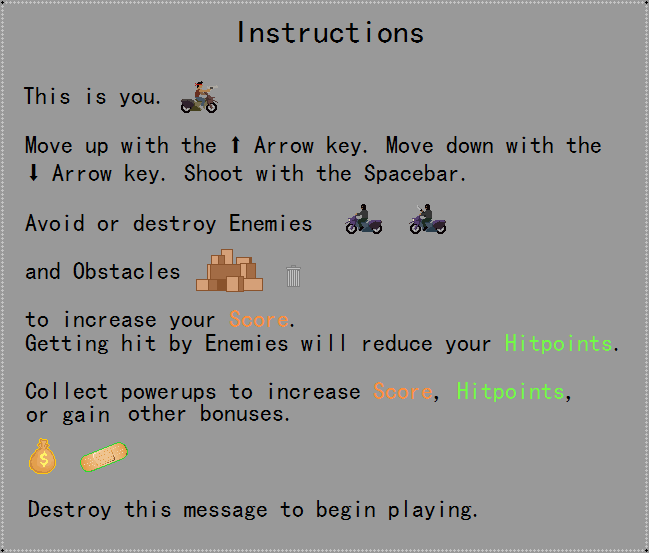 Instructions
This is you.
Move up with the ⬆ Arrow key. Move down with the
⬇ Arrow key. Shoot with the Spacebar.
Avoid or destroy Enemies
and Obstacles
to increase your Score.
Getting hit by Enemies will reduce your Hitpoints.
Collect powerups to increase Score, Hitpoints,
or gain other bonuses.
$
Destroy this message to begin playing.